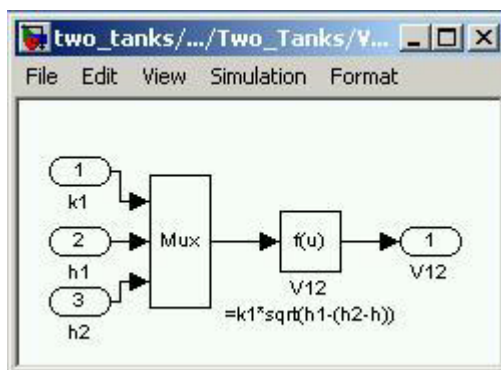 two_tanks/.../Two_Tanks/V...
File Edit View Simulation Format
1
k1
2
h1
3
h2
Mux
f(u)
V12
=k1*sqrt(h1-(h2-h))
1
V12